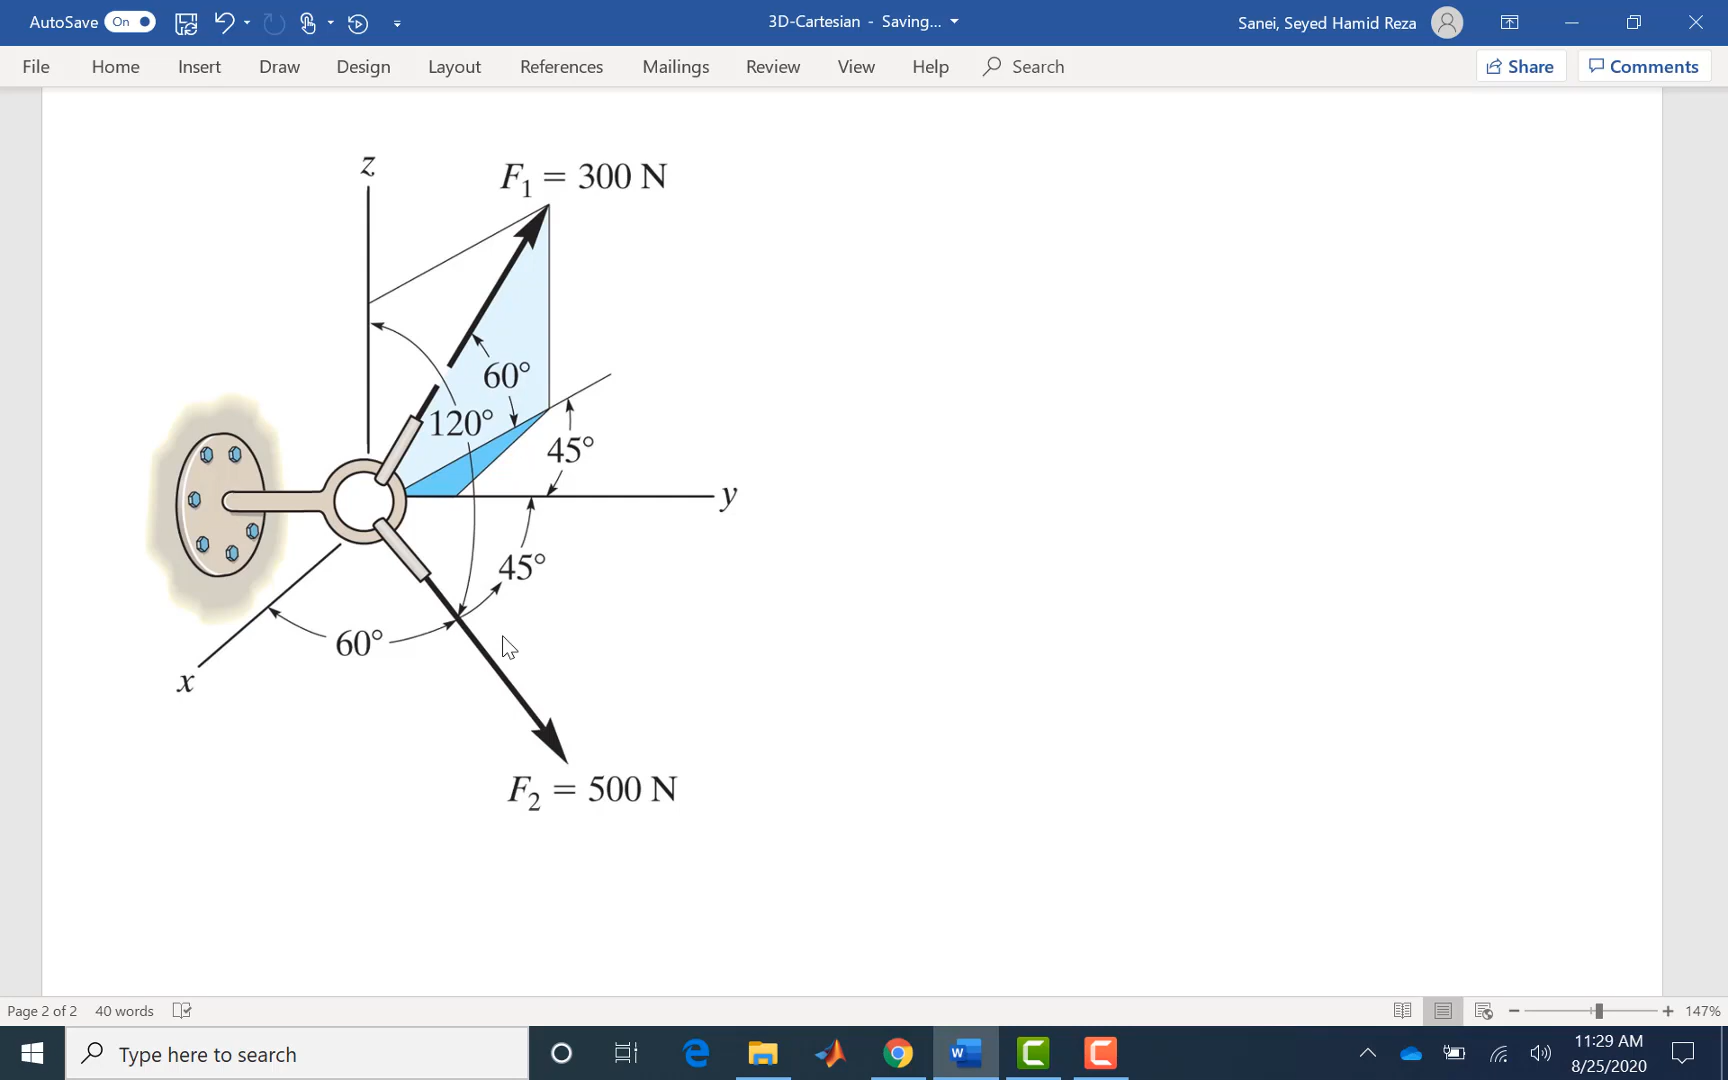 AutoSave On
3D-Cartesian - Saving...
Sanei, Seyed Hamid Reza
File Home Insert Draw Design Layout References Mailings Review View Help Search Share Comments
z
F₁ = 300 N
60°
120°
45°
y
45°
60°
x
F₂ = 500 N
Page 2 of 2 40 words
147%
Type here to search
11:29 AM
8/25/2020